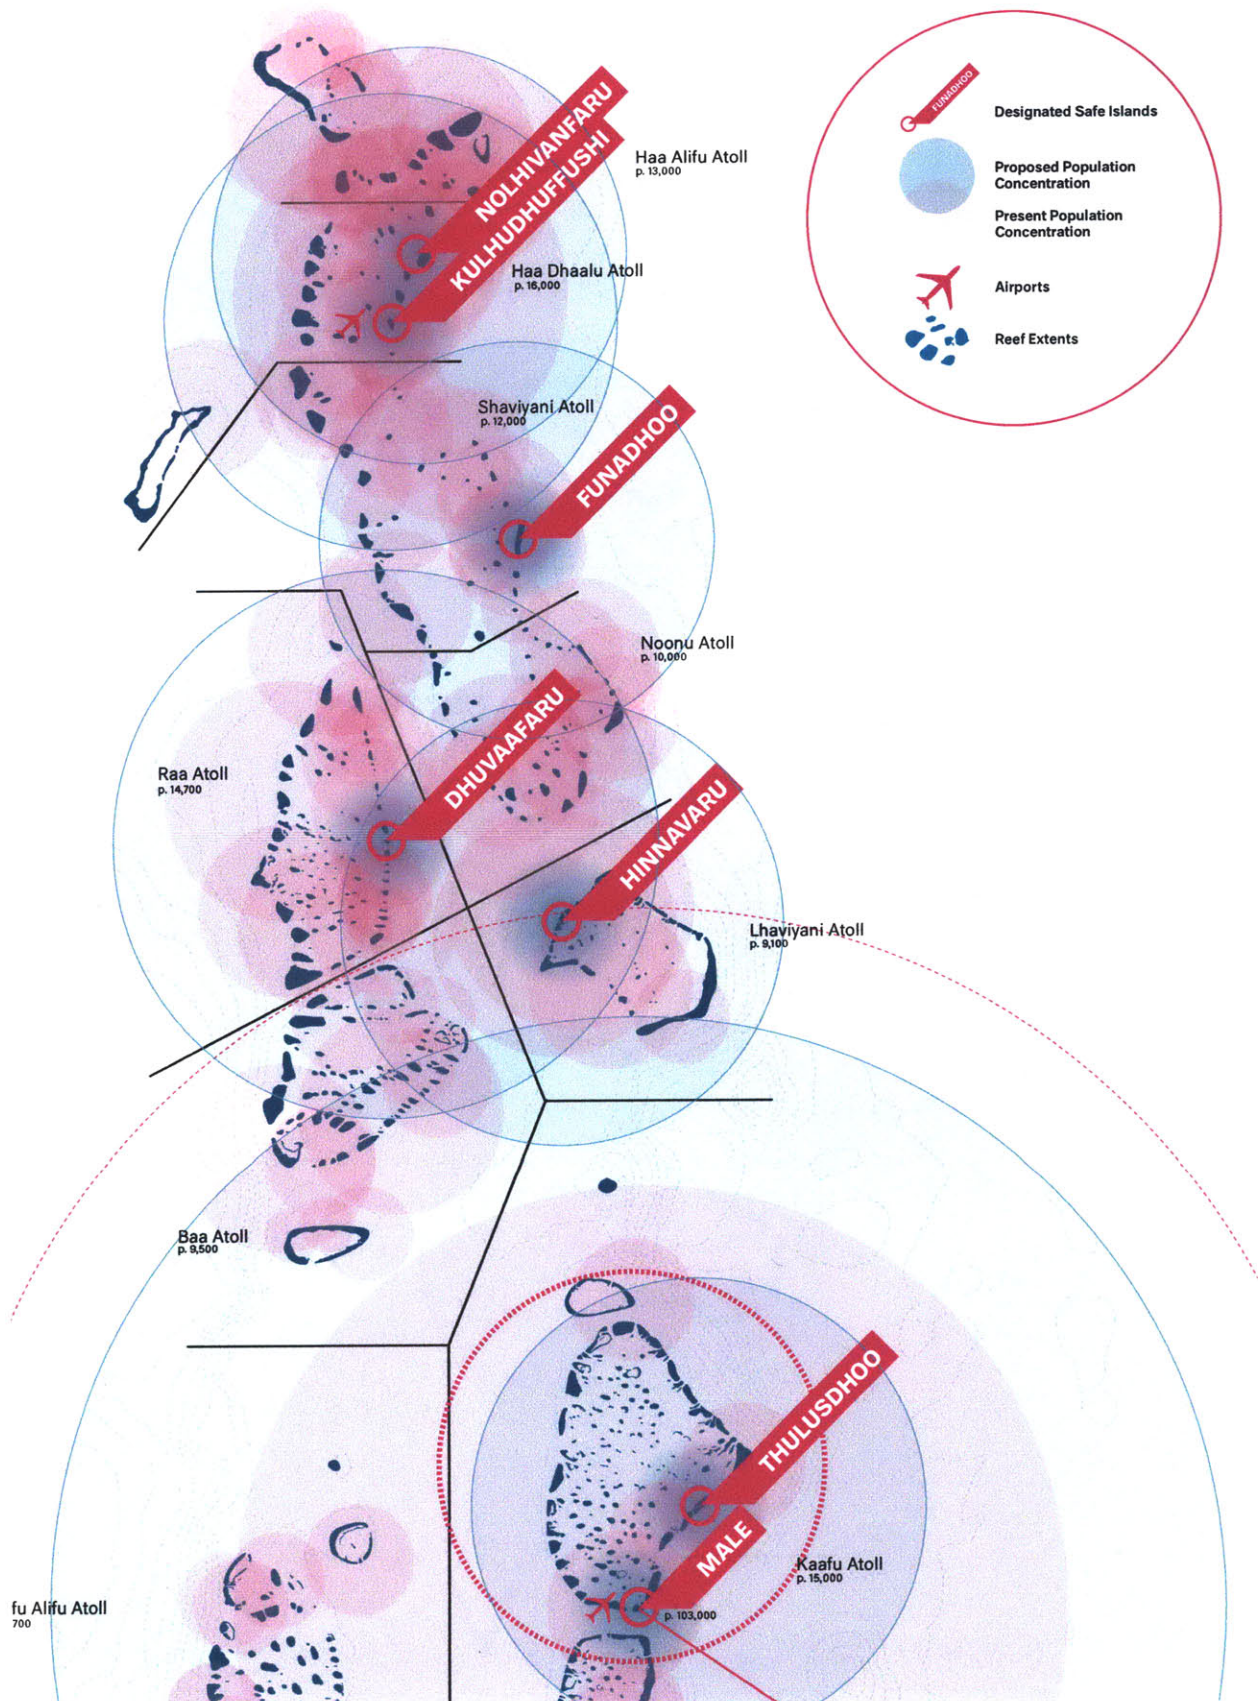 FUNADHOO
Designated Safe Islands
Proposed Population
Concentration
Present Population
Concentration
Airports
Reef Extents
NOLHIVANFARU
KULHUDHUFFUSHI
Haa Alifu Atoll
p. 13,000
Haa Dhaalu Atoll
p. 16,000
Shaviyani Atoll
p. 12,000
FUNADHOO
Noonu Atoll
p. 10,000
DHUVAAFARU
Raa Atoll
p. 14,700
HINNAVARU
Lhaviyani Atoll
p. 9,100
Baa Atoll
p. 9,500
THULUSDHOO
MALE
Kaafu Atoll
p. 15,000
p. 103,000
fu Alifu Atoll
700